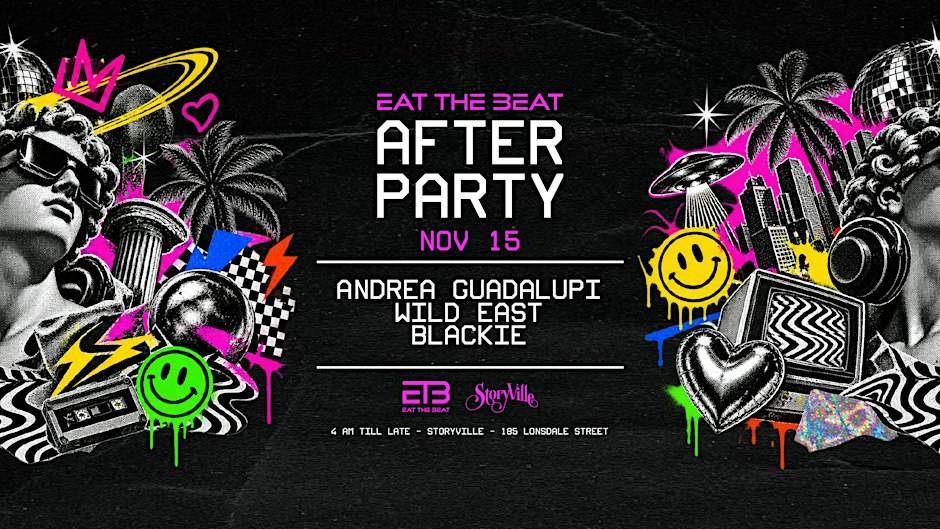 EAT THE BEAT
AFTER
PARTY
NOV 15
ANDREA GUADALUPI
WILD EAST
BLACKIE
ETB
EAT THE BEAT
StoryVille
4 AM TILL LATE - STORYVILLE - 185 LONSDALE STREET